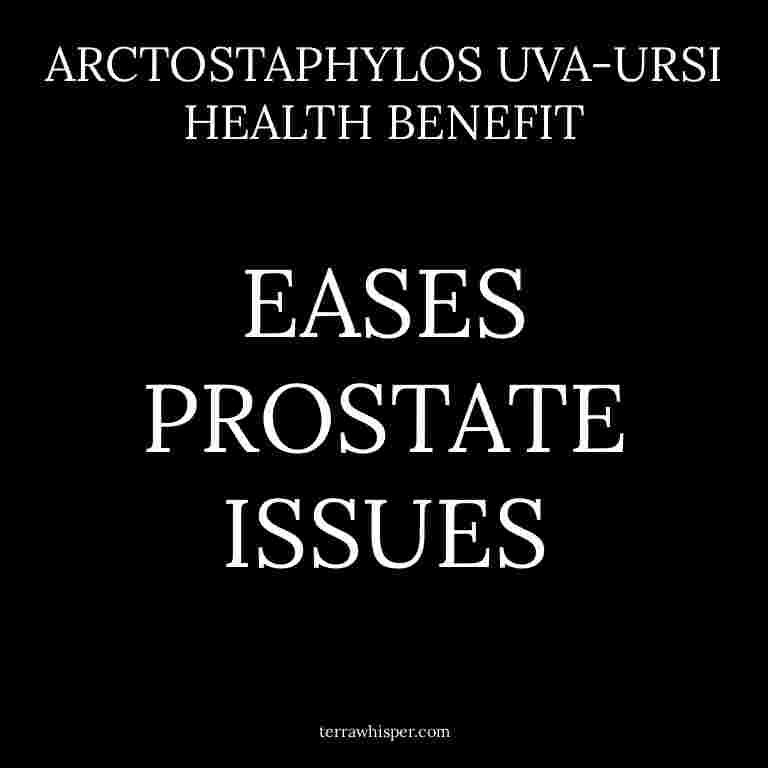 ARCTOSTAPHYLOS UVA-URSI
HEALTH BENEFIT
EASES
PROSTATE
ISSUES
terrawhisper.com